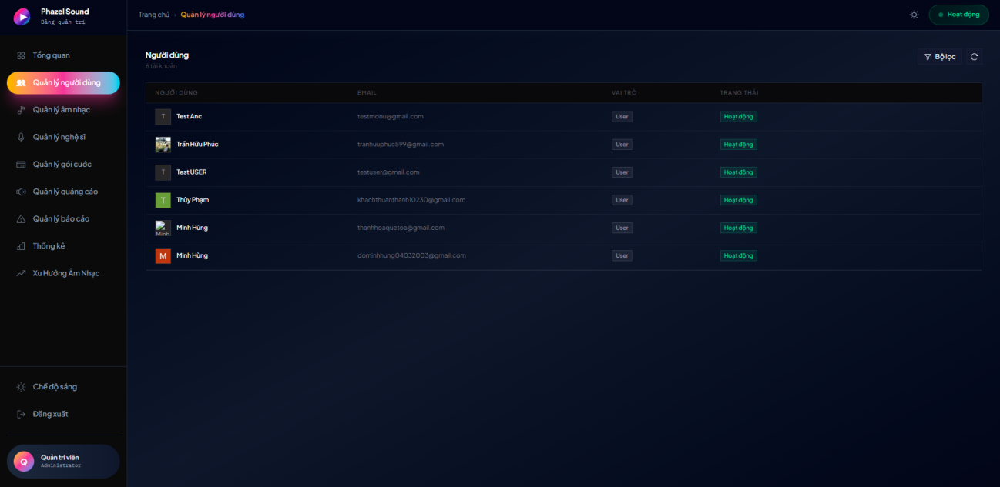 Phazel Sound
Bảng quản trị
Trang chủ › Quản lý người dùng
Hoạt động
Tổng quan
Quản lý người dùng
Quản lý âm nhạc
Quản lý nghệ sĩ
Quản lý gói cước
Quản lý quảng cáo
Quản lý báo cáo
Thống kê
Xu Hướng Âm Nhạc
Chế độ sáng
Đăng xuất
Q
Quản trị viên
Administrator
Người dùng
6 tài khoản
Bộ lọc
NGƯỜI DÙNG EMAIL VAI TRÒ TRẠNG THÁI
T Test Anc testmonu@gmail.com User Hoạt động
Trần Hữu Phúc tranhuuphuc599@gmail.com User Hoạt động
T Test USER testuser@gmail.com User Hoạt động
T Thủy Phạm khachthuanthanh10230@gmail.com User Hoạt động
Minh Minh Hùng thanhhoaquetoa@gmail.com User Hoạt động
M Minh Hùng dominhhung04032003@gmail.com User Hoạt động